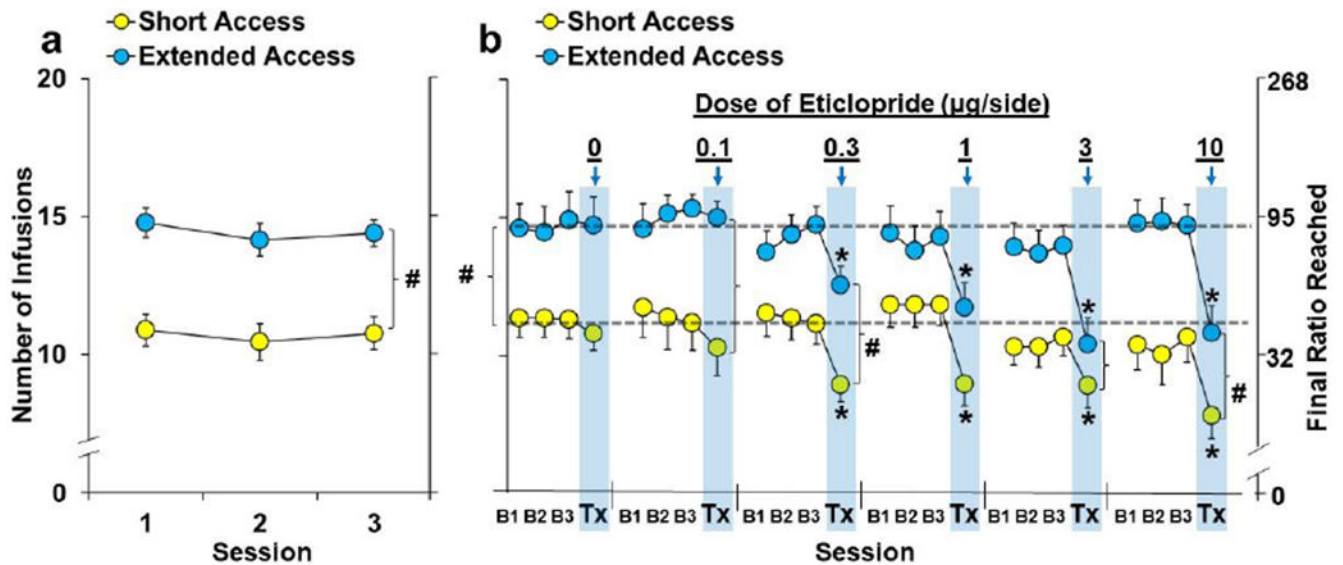 a
Short Access
Extended Access
20
15
10
0
Number of Infusions
#
1 2 3
Session
b
Short Access
Extended Access
Dose of Eticlopride (µg/side)
0 0.1 0.3 1 3 10
268
95
32
0
Final Ratio Reached
#
* * * *
# #
* * * *
B1 B2 B3 Tx B1 B2 B3 Tx B1 B2 B3 Tx B1 B2 B3 Tx B1 B2 B3 Tx B1 B2 B3 Tx
Session